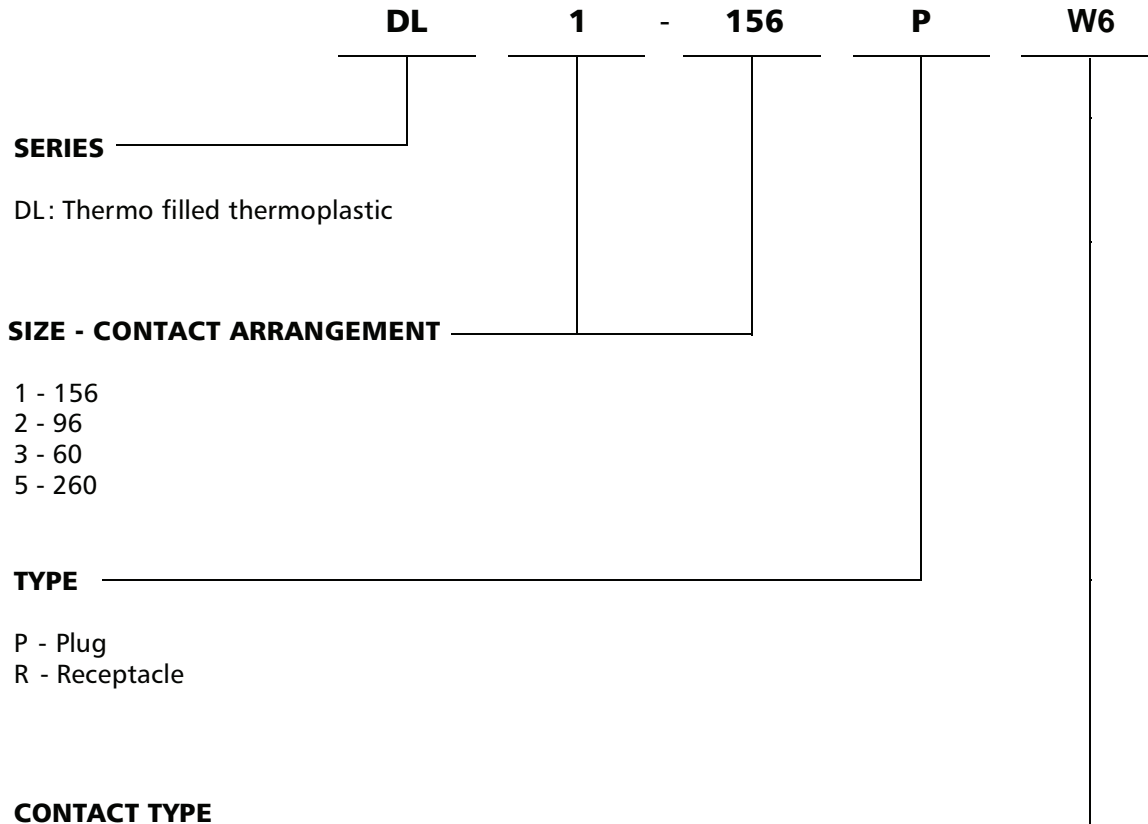 DL 1 - 156 P W6
SERIES
DL: Thermo filled thermoplastic
SIZE - CONTACT ARRANGEMENT
1 - 156
2 - 96
3 - 60
5 - 260
TYPE
P - Plug
R - Receptacle
CONTACT TYPE